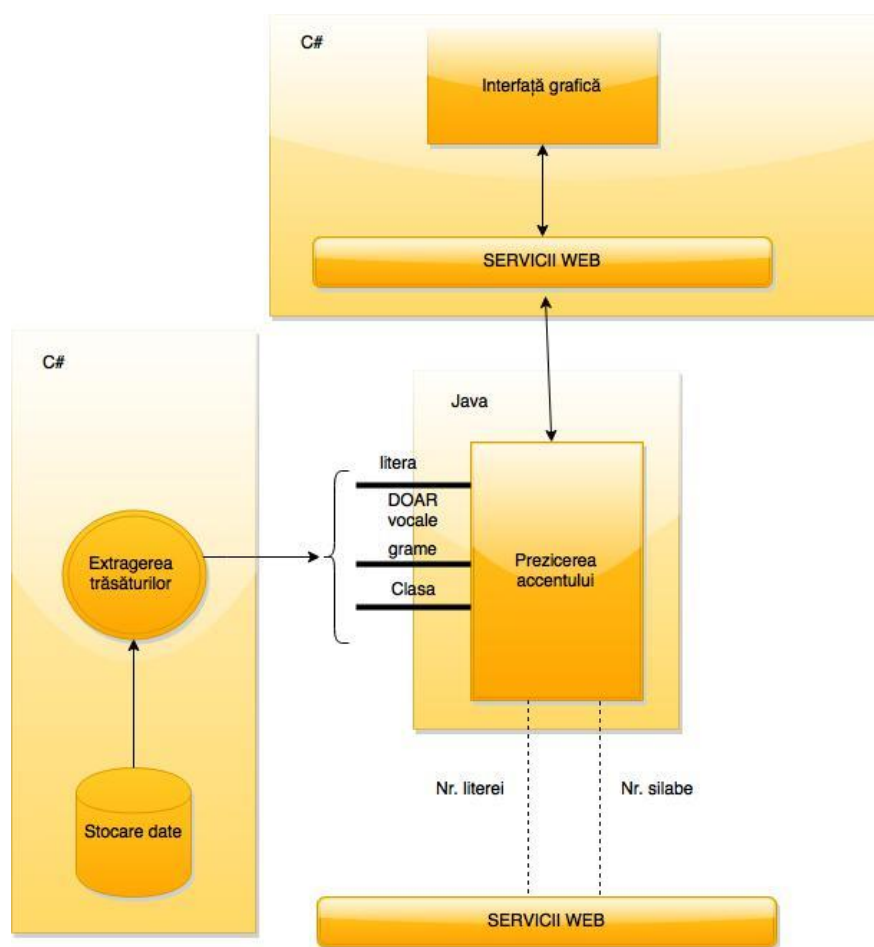 C#
Interfață grafică
SERVICII WEB
C#
Java
litera
DOAR
vocale
grame
Clasa
Extragerea
trăsăturilor
Prezicerea
accentului
Nr. literei
Nr. silabe
Stocare date
SERVICII WEB